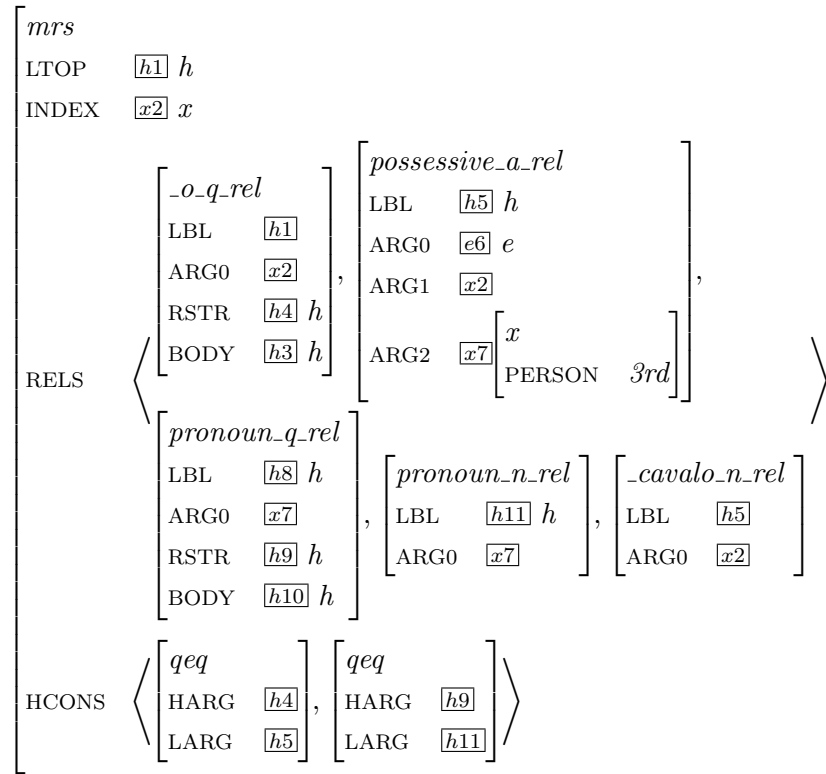 mrs
LTOP h1 h
INDEX x2 x
RELS ⟨ [ _o_q_rel
LBL h1
ARG0 x2
RSTR h4 h
BODY h3 h ],
[ possessive_a_rel
LBL h5 h
ARG0 e6 e
ARG1 x2
ARG2 x7 [ x
PERSON 3rd ] ],
[ pronoun_q_rel
LBL h8 h
ARG0 x7
RSTR h9 h
BODY h10 h ],
[ pronoun_n_rel
LBL h11 h
ARG0 x7 ],
[ _cavalo_n_rel
LBL h5
ARG0 x2 ] ⟩
HCONS ⟨ [ qeq
HARG h4
LARG h5 ],
[ qeq
HARG h9
LARG h11 ] ⟩